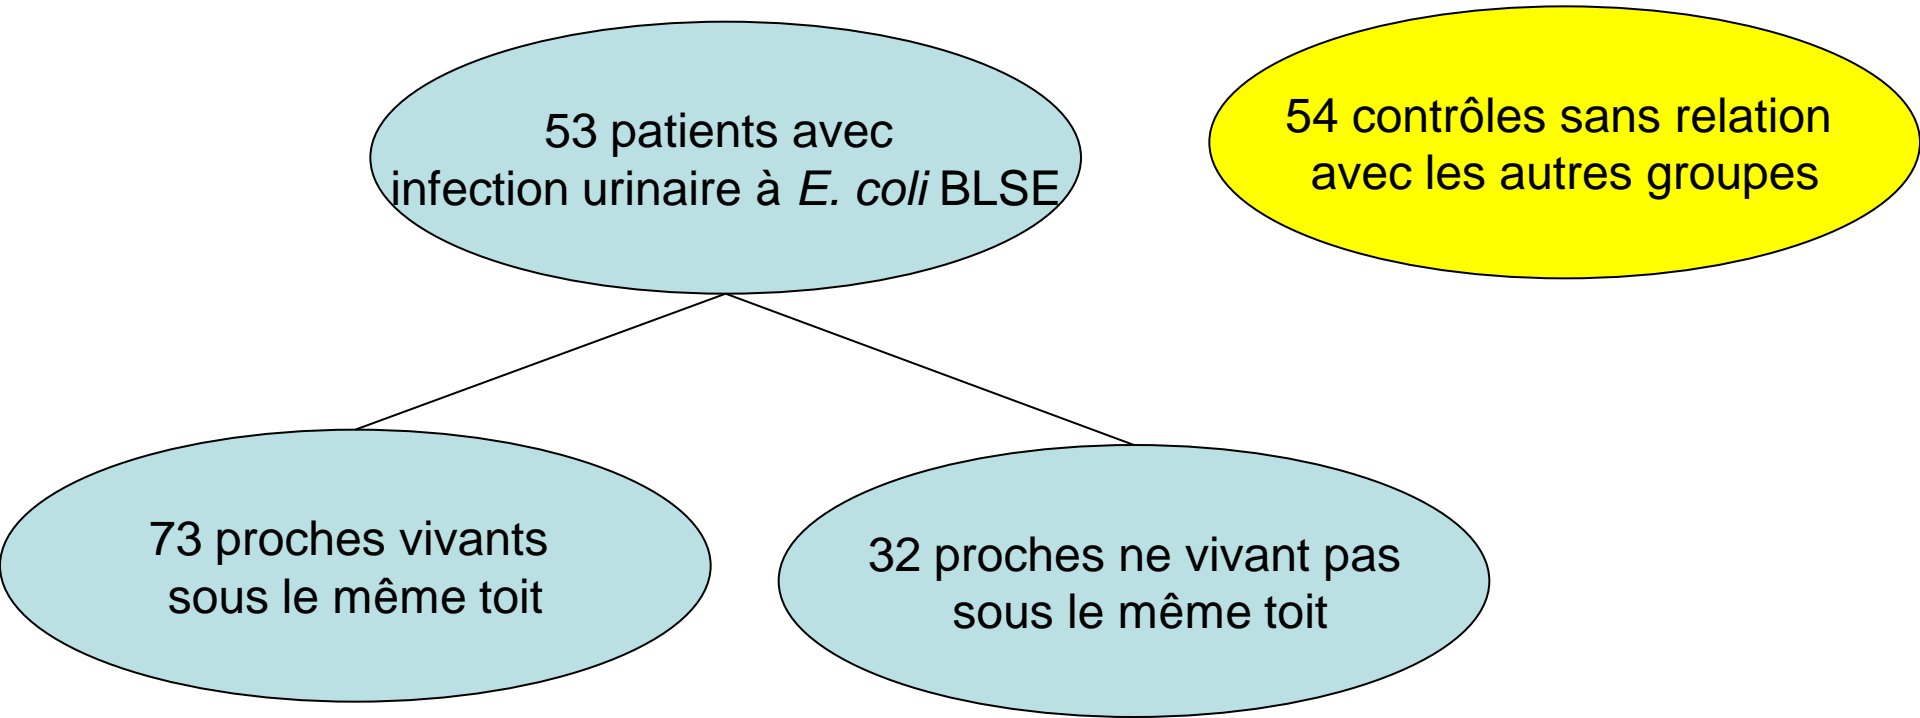 53 patients avec
infection urinaire à E. coli BLSE
54 contrôles sans relation
avec les autres groupes
73 proches vivants
sous le même toit
32 proches ne vivant pas
sous le même toit